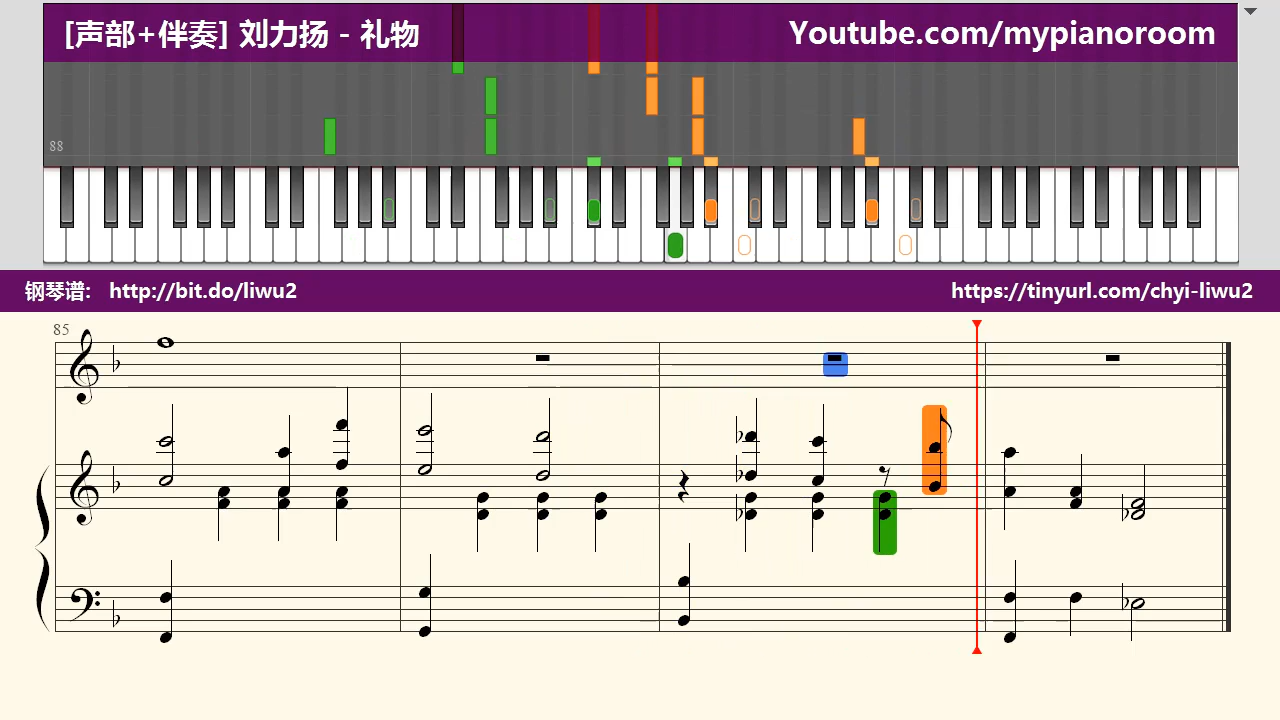 [声部+伴奏] 刘力扬 - 礼物
Youtube.com/mypianoroom
88
钢琴谱: http://bit.do/liwu2
https://tinyurl.com/chyi-liwu2
85